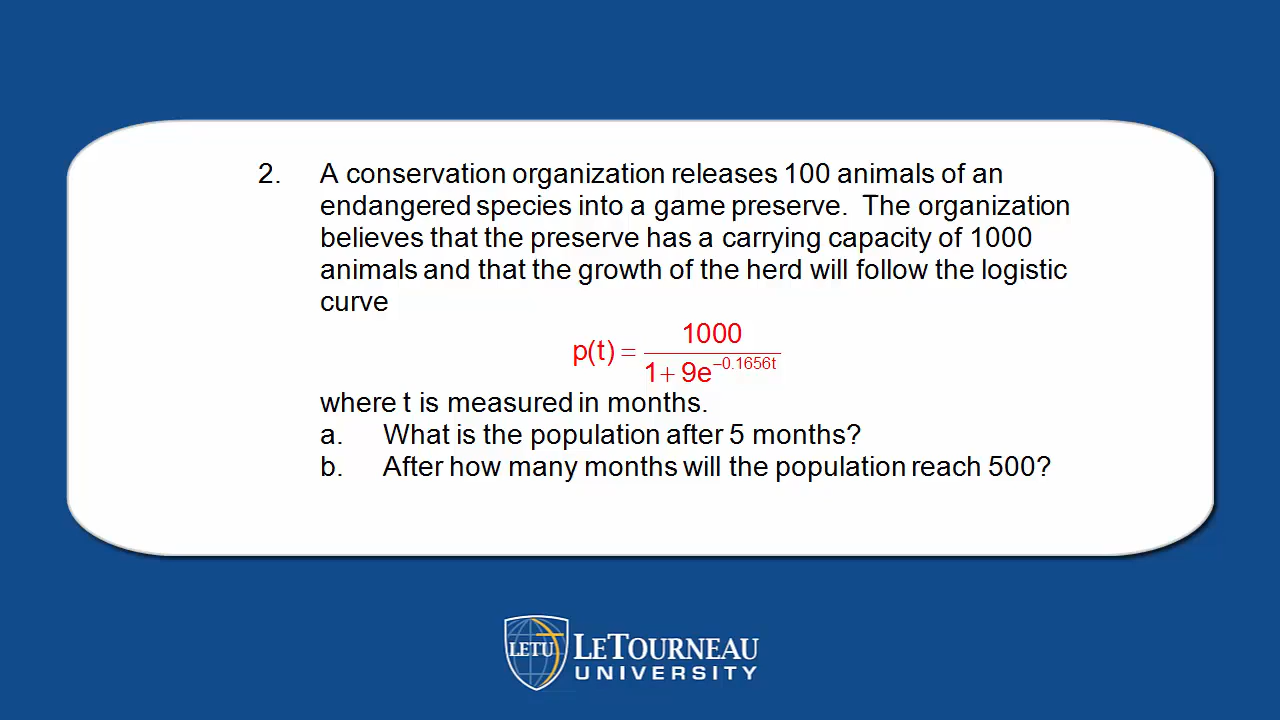 2. A conservation organization releases 100 animals of an
endangered species into a game preserve. The organization
believes that the preserve has a carrying capacity of 1000
animals and that the growth of the herd will follow the logistic
curve
p(t) = 1000 / (1 + 9e^(−0.1656t))
where t is measured in months.
a. What is the population after 5 months?
b. After how many months will the population reach 500?
LETU
LETOURNEAU
UNIVERSITY